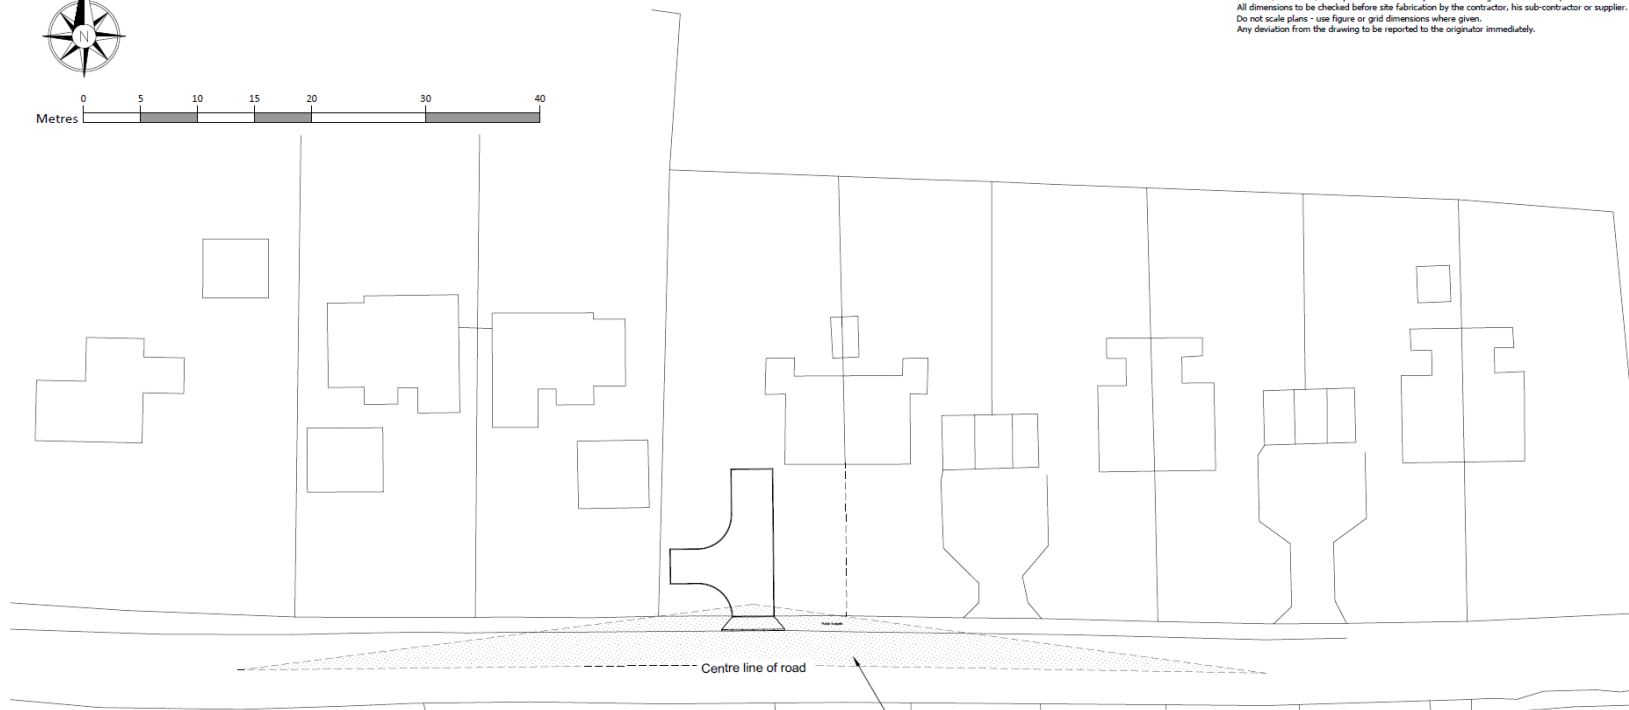 All dimensions to be checked before site fabrication by the contractor, his sub-contractor or supplier.
Do not scale plans - use figure or grid dimensions where given.
Any deviation from the drawing to be reported to the originator immediately.
N
0 5 10 15 20 30 40
Metres
Public footpath
Centre line of road